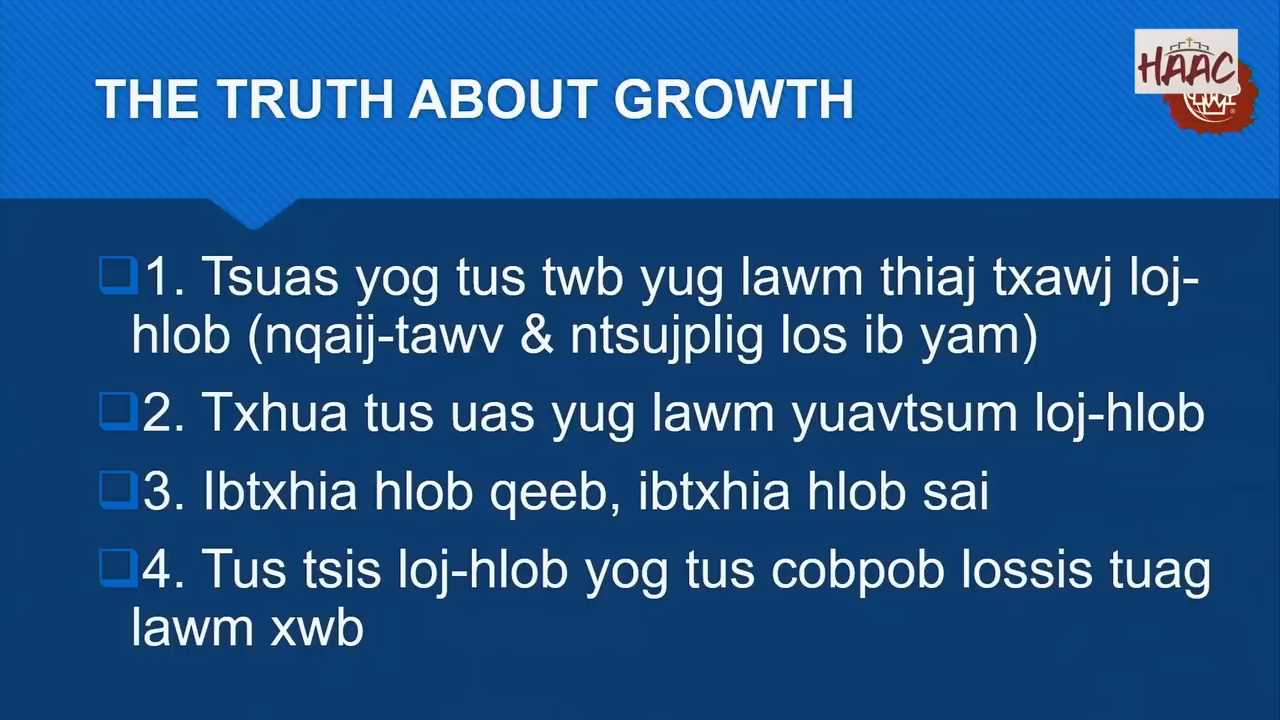 HAAC
THE TRUTH ABOUT GROWTH
1. Tsuas yog tus twb yug lawm thiaj txawj loj-
hlob (nqaij-tawv & ntsujplig los ib yam)
2. Txhua tus uas yug lawm yuavtsum loj-hlob
3. Ibtxhia hlob qeeb, ibtxhia hlob sai
4. Tus tsis loj-hlob yog tus cobpob lossis tuag
lawm xwb